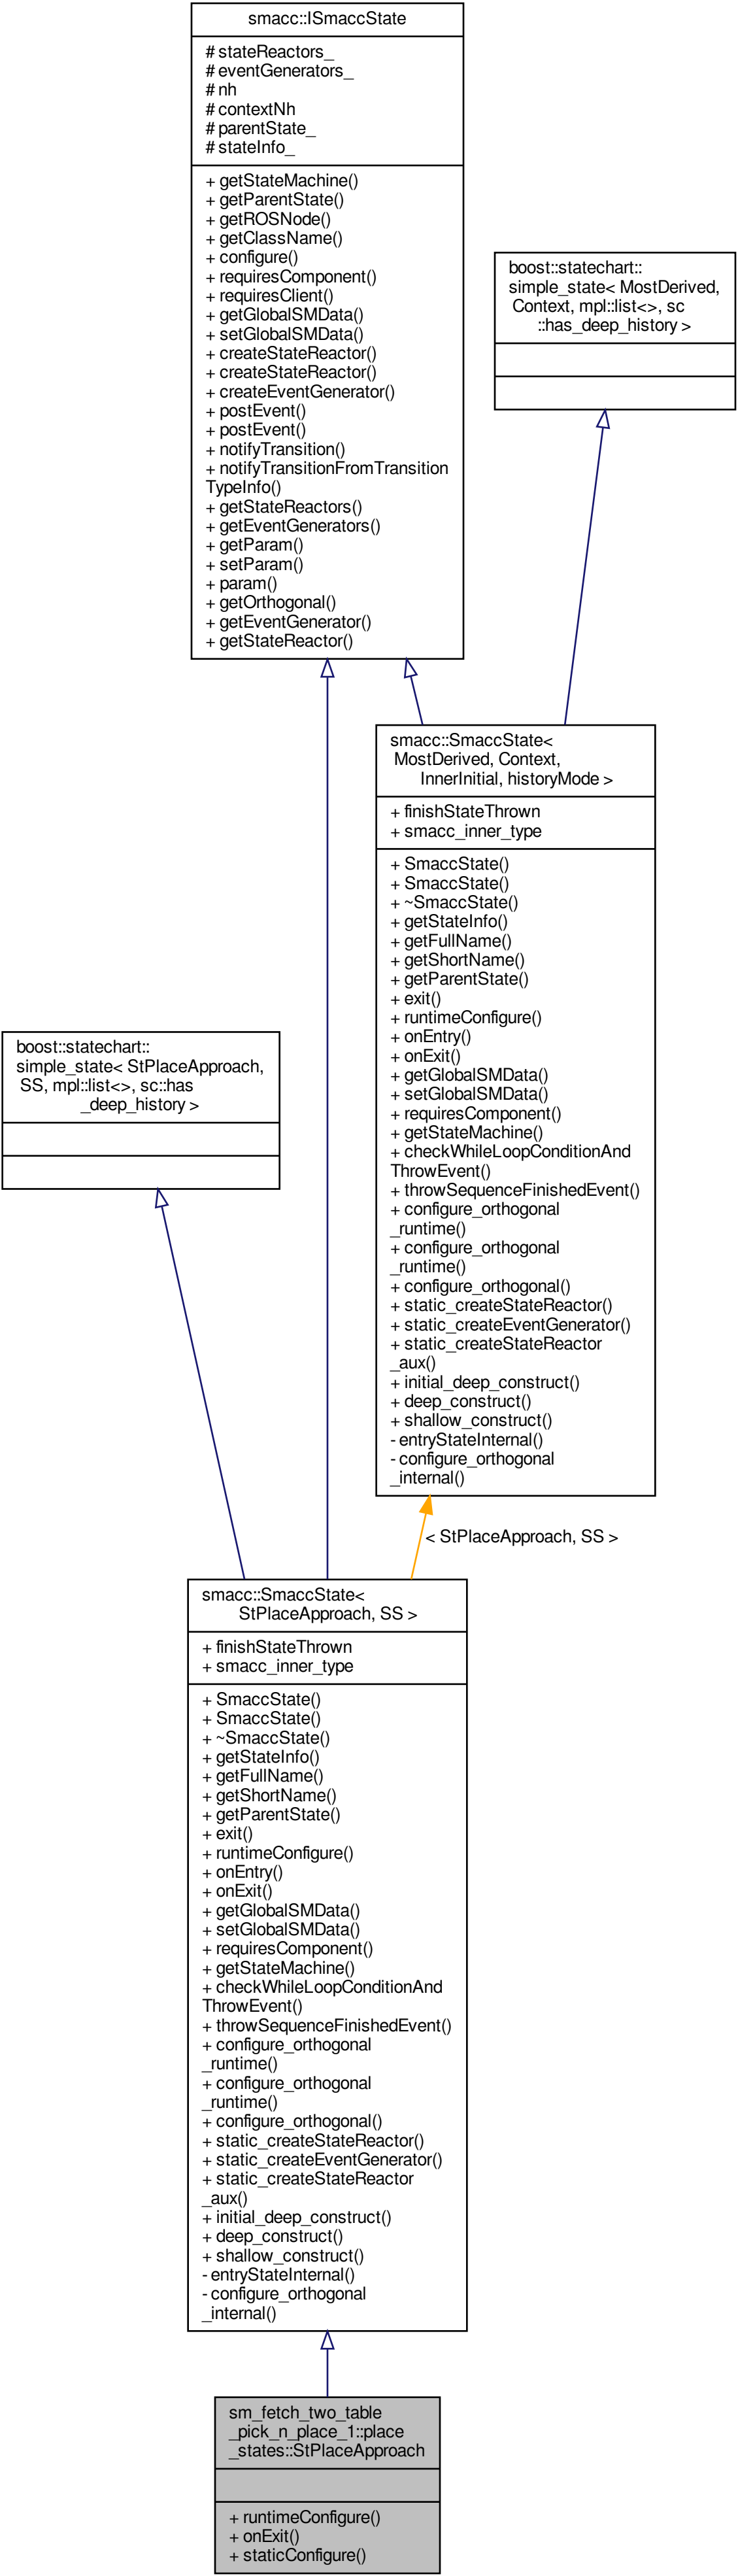 smacc::ISmaccState
# stateReactors_
# eventGenerators_
# nh
# contextNh
# parentState_
# stateInfo_
+ getStateMachine()
+ getParentState()
+ getROSNode()
+ getClassName()
+ configure()
+ requiresComponent()
+ requiresClient()
+ getGlobalSMData()
+ setGlobalSMData()
+ createStateReactor()
+ createStateReactor()
+ createEventGenerator()
+ postEvent()
+ postEvent()
+ notifyTransition()
+ notifyTransitionFromTransition
TypeInfo()
+ getStateReactors()
+ getEventGenerators()
+ getParam()
+ setParam()
+ param()
+ getOrthogonal()
+ getEventGenerator()
+ getStateReactor()
boost::statechart::
simple_state< MostDerived,
Context, mpl::list<>, sc
::has_deep_history >
smacc::SmaccState<
MostDerived, Context,
InnerInitial, historyMode >
+ finishStateThrown
+ smacc_inner_type
+ SmaccState()
+ SmaccState()
+ ~SmaccState()
+ getStateInfo()
+ getFullName()
+ getShortName()
+ getParentState()
+ exit()
+ runtimeConfigure()
+ onEntry()
+ onExit()
+ getGlobalSMData()
+ setGlobalSMData()
+ requiresComponent()
+ getStateMachine()
+ checkWhileLoopConditionAnd
ThrowEvent()
+ throwSequenceFinishedEvent()
+ configure_orthogonal
_runtime()
+ configure_orthogonal
_runtime()
+ configure_orthogonal()
+ static_createStateReactor()
+ static_createEventGenerator()
+ static_createStateReactor
_aux()
+ initial_deep_construct()
+ deep_construct()
+ shallow_construct()
- entryStateInternal()
- configure_orthogonal
_internal()
boost::statechart::
simple_state< StPlaceApproach,
SS, mpl::list<>, sc::has
_deep_history >
< StPlaceApproach, SS >
smacc::SmaccState<
StPlaceApproach, SS >
+ finishStateThrown
+ smacc_inner_type
+ SmaccState()
+ SmaccState()
+ ~SmaccState()
+ getStateInfo()
+ getFullName()
+ getShortName()
+ getParentState()
+ exit()
+ runtimeConfigure()
+ onEntry()
+ onExit()
+ getGlobalSMData()
+ setGlobalSMData()
+ requiresComponent()
+ getStateMachine()
+ checkWhileLoopConditionAnd
ThrowEvent()
+ throwSequenceFinishedEvent()
+ configure_orthogonal
_runtime()
+ configure_orthogonal
_runtime()
+ configure_orthogonal()
+ static_createStateReactor()
+ static_createEventGenerator()
+ static_createStateReactor
_aux()
+ initial_deep_construct()
+ deep_construct()
+ shallow_construct()
- entryStateInternal()
- configure_orthogonal
_internal()
sm_fetch_two_table
_pick_n_place_1::place
_states::StPlaceApproach
+ runtimeConfigure()
+ onExit()
+ staticConfigure()